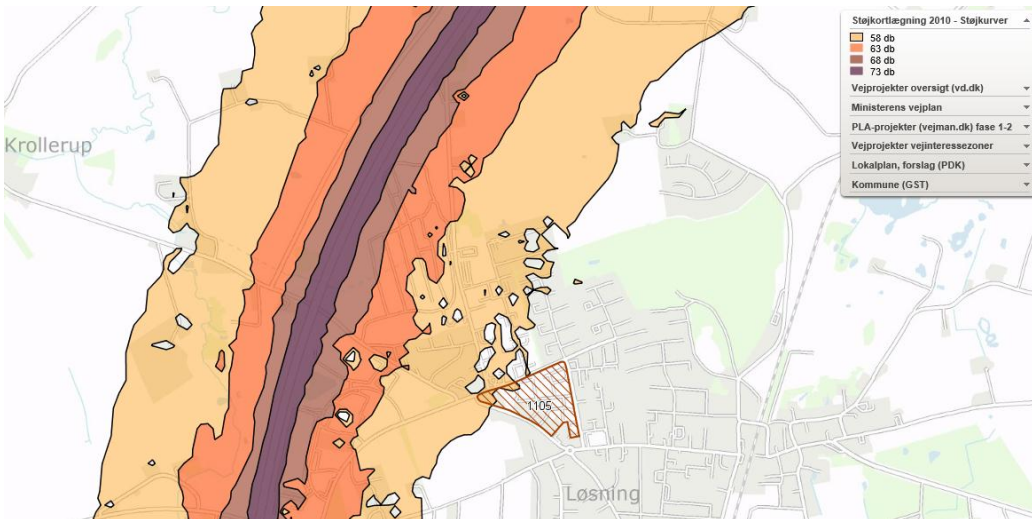 Støjkortlægning 2010 - Støjkurver
58 db
63 db
68 db
73 db
Vejprojekter oversigt (vd.dk)
Ministerens vejplan
PLA-projekter (vejman.dk) fase 1-2
Vejprojekter vejinteressezoner
Lokalplan, forslag (PDK)
Kommune (GST)
Krollerup
1105
Løsning